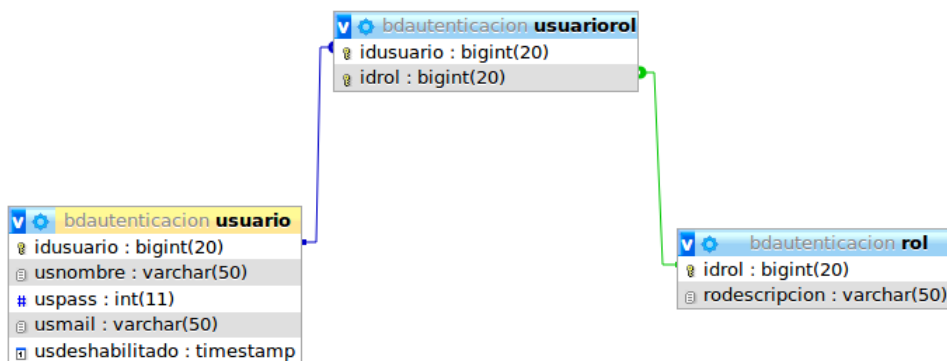 bdautenticacion usuariorol
idusuario : bigint(20)
idrol : bigint(20)
bdautenticacion usuario
idusuario : bigint(20)
usnombre : varchar(50)
# uspass : int(11)
usmail : varchar(50)
usdeshabilitado : timestamp
bdautenticacion rol
idrol : bigint(20)
rodescripcion : varchar(50)